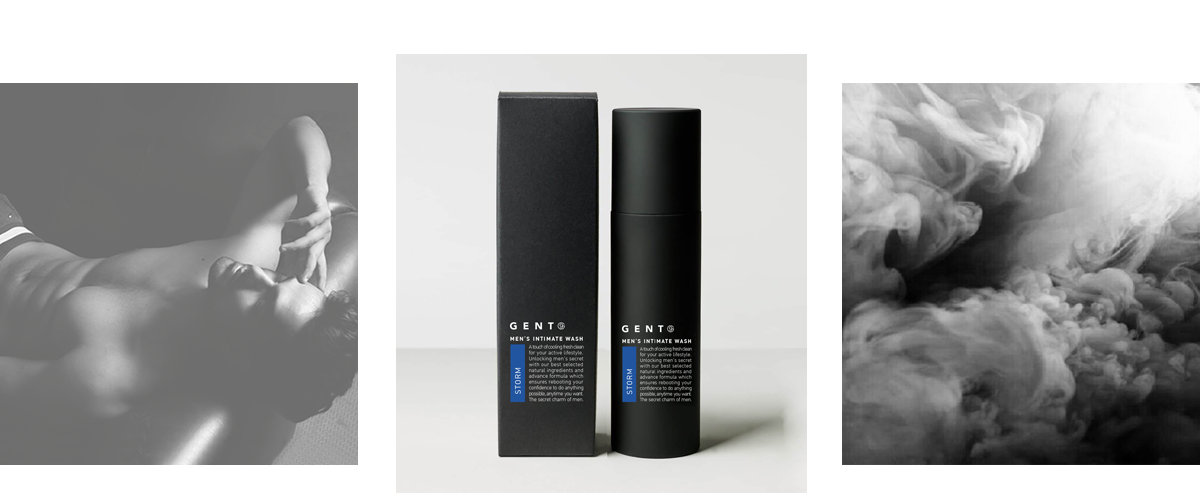 GENTO
MEN'S INTIMATE WASH
STORM
A touch of cooling fresh clean
for your active lifestyle.
Unlocking men's secret
with our best selected
natural ingredients and
advance formula which
ensures rebooting your
confidence to do anything
possible, anytime you want.
The secret charm of men.
GENTO
MEN'S INTIMATE WASH
STORM
A touch of cooling fresh clean
for your active lifestyle.
Unlocking men's secret
with our best selected
natural ingredients and
advance formula which
ensures rebooting your
confidence to do anything
possible, anytime you want.
The secret charm of men.